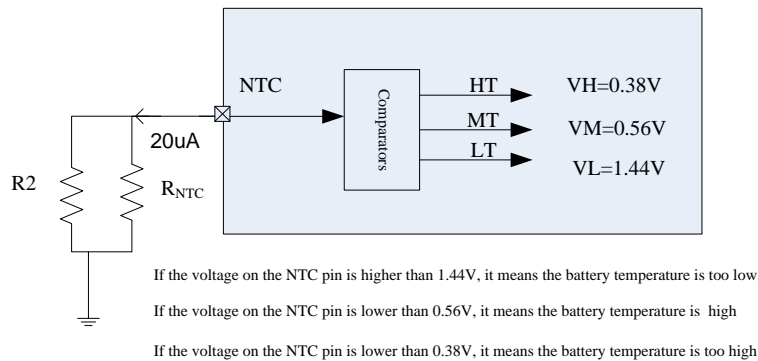 NTC
HT
VH=0.38V
Comparators
MT
VM=0.56V
20uA
LT
VL=1.44V
R2
RNTC
If the voltage on the NTC pin is higher than 1.44V, it means the battery temperature is too low
If the voltage on the NTC pin is lower than 0.56V, it means the battery temperature is high
If the voltage on the NTC pin is lower than 0.38V, it means the battery temperature is too high